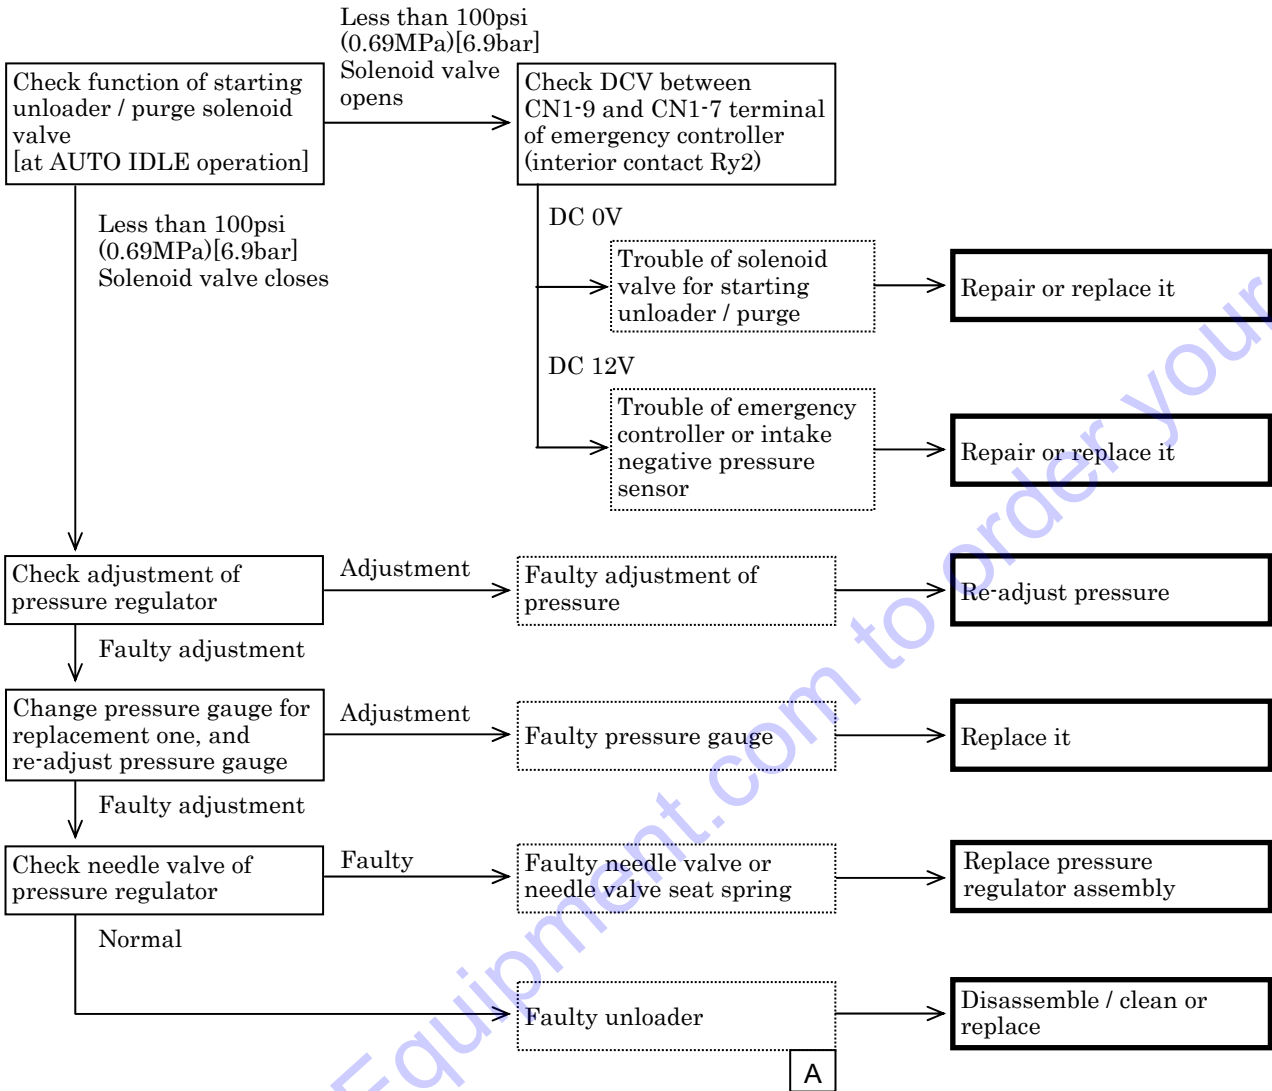 Less than 100psi
(0.69MPa)[6.9bar]
Solenoid valve
opens
Check function of starting
unloader / purge solenoid
valve
[at AUTO IDLE operation]
Check DCV between
CN1-9 and CN1-7 terminal
of emergency controller
(interior contact Ry2)
Less than 100psi
(0.69MPa)[6.9bar]
Solenoid valve closes
DC 0V
Trouble of solenoid
valve for starting
unloader / purge
Repair or replace it
DC 12V
Trouble of emergency
controller or intake
negative pressure
sensor
Repair or replace it
Check adjustment of
pressure regulator
Adjustment
Faulty adjustment of
pressure
Re-adjust pressure
Faulty adjustment
Change pressure gauge for
replacement one, and
re-adjust pressure gauge
Adjustment
Faulty pressure gauge
Replace it
Faulty adjustment
Check needle valve of
pressure regulator
Faulty
Faulty needle valve or
needle valve seat spring
Replace pressure
regulator assembly
Normal
Faulty unloader
Disassemble / clean or
replace
A
Equipment.com to order your